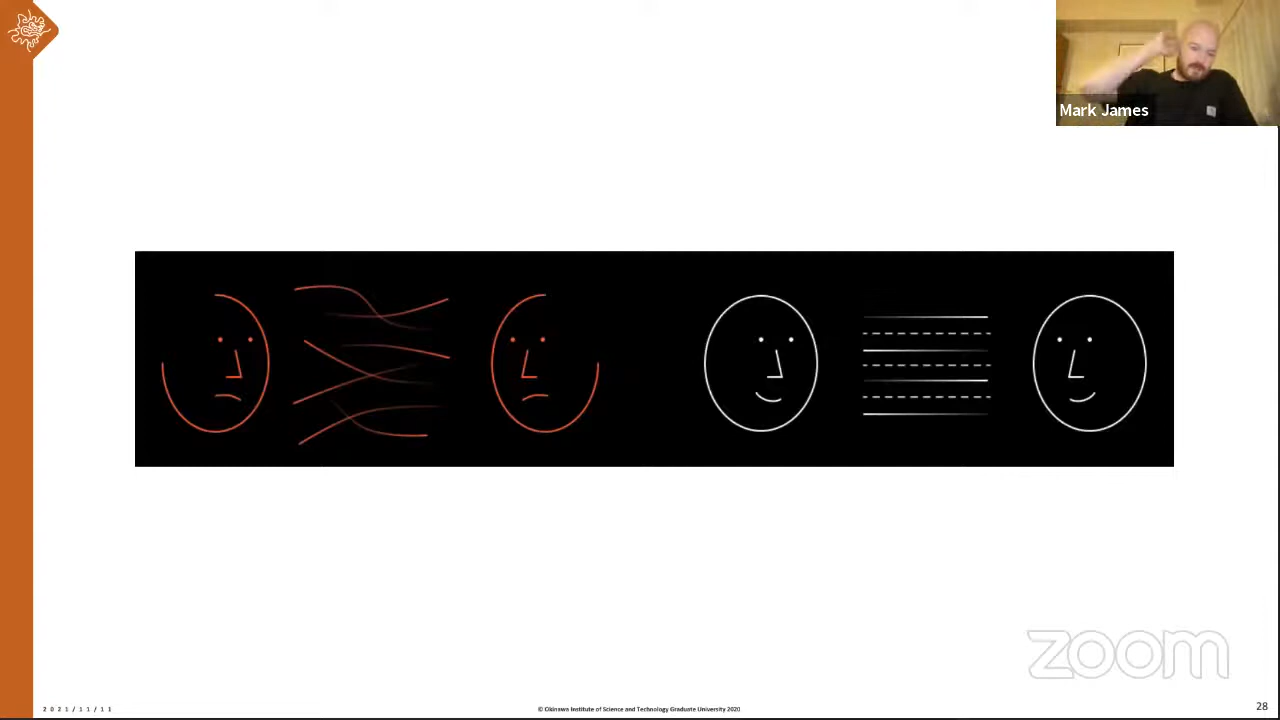 Mark James
zoom
2021/11/11
© Okinawa Institute of Science and Technology Graduate University 2020
28